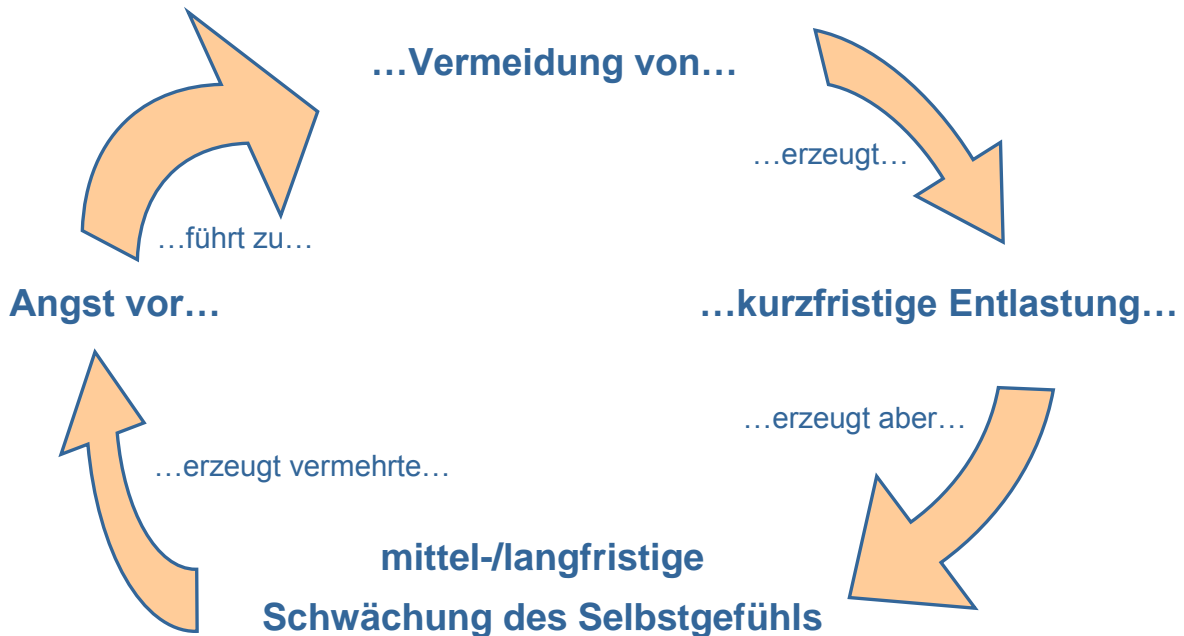 …Vermeidung von…
…erzeugt…
…führt zu…
Angst vor…
…kurzfristige Entlastung…
…erzeugt aber…
…erzeugt vermehrte…
mittel-/langfristige
Schwächung des Selbstgefühls